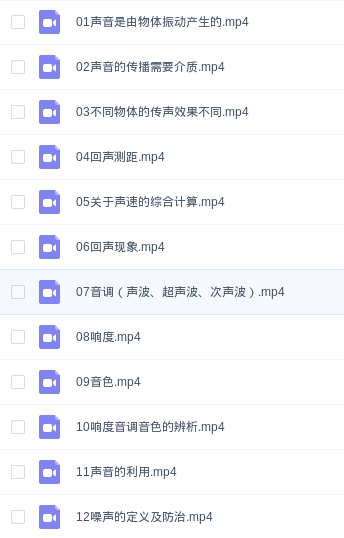 01声音是由物体振动产生的.mp4
02声音的传播需要介质.mp4
03不同物体的传声效果不同.mp4
04回声测距.mp4
05关于声速的综合计算.mp4
06回声现象.mp4
07音调（声波、超声波、次声波）.mp4
08响度.mp4
09音色.mp4
10响度音调音色的辨析.mp4
11声音的利用.mp4
12噪声的定义及防治.mp4